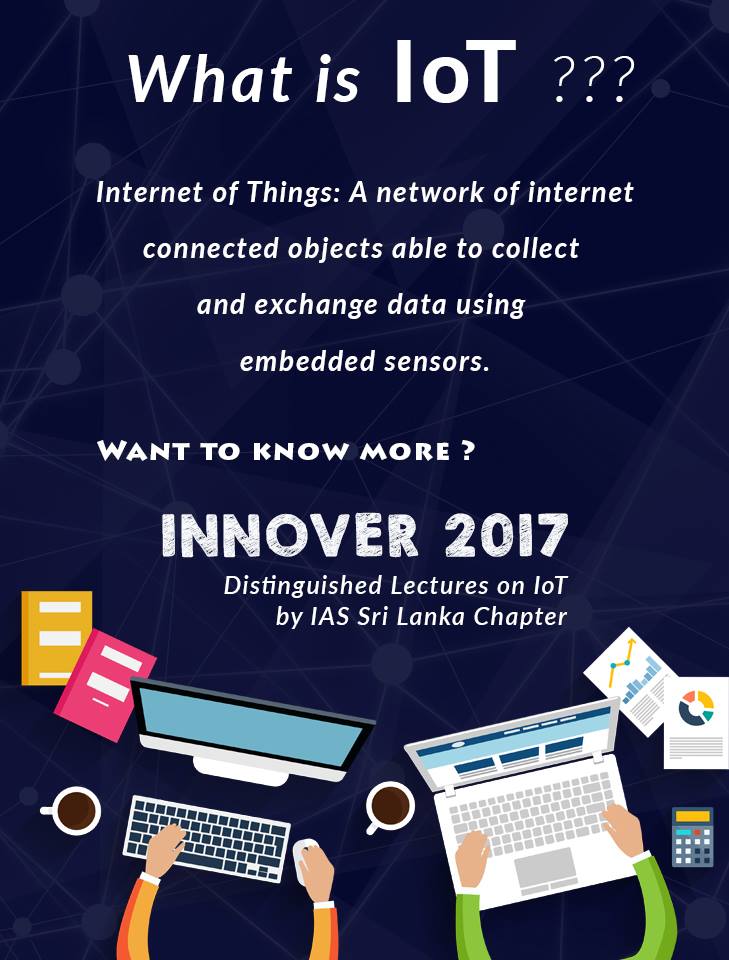 What is IoT ???
Internet of Things: A network of internet
connected objects able to collect
and exchange data using
embedded sensors.
Want to know more ?
INNOVER 2017
Distinguished Lectures on IoT
by IAS Sri Lanka Chapter